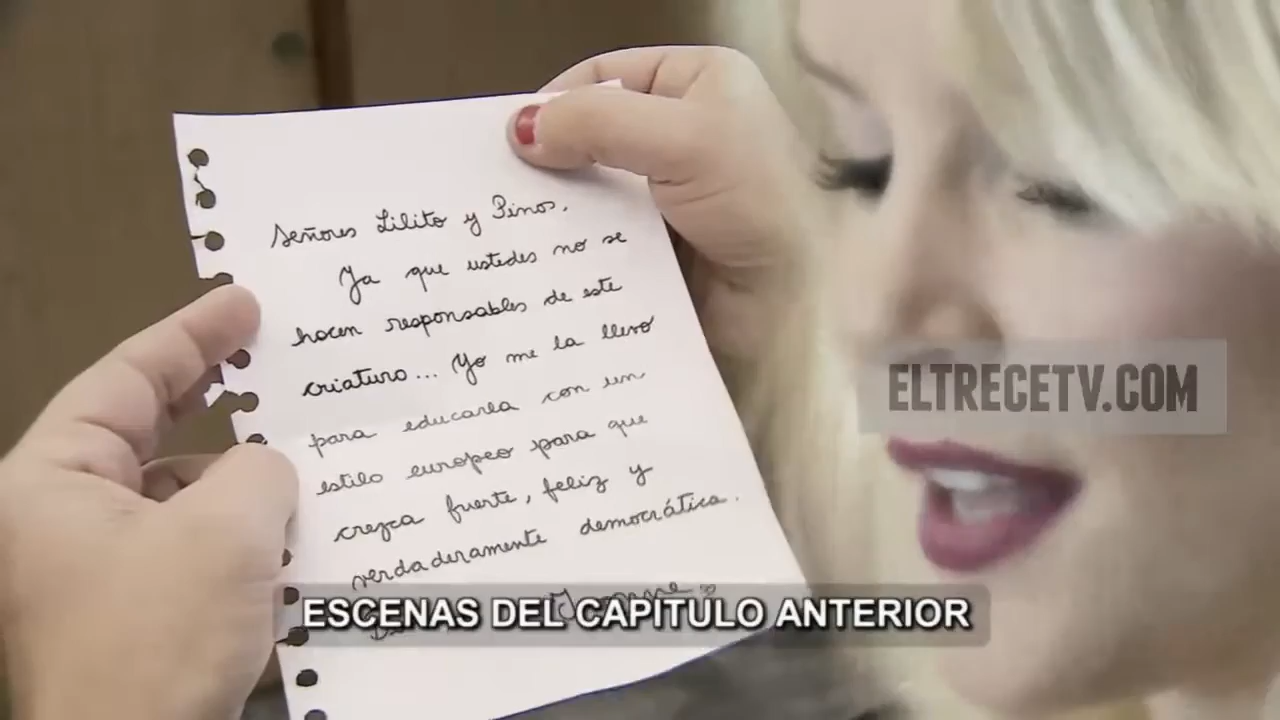 Señores Lilito y Pinos,
Ya que ustedes no se
hacen responsables de este
criatura... Yo me la llevo
para educarla con un
estilo europeo para que
crezca fuerte, feliz y
verdaderamente democrática.
ESCENAS DEL CAPITULO ANTERIOR
ELTRECETV.COM